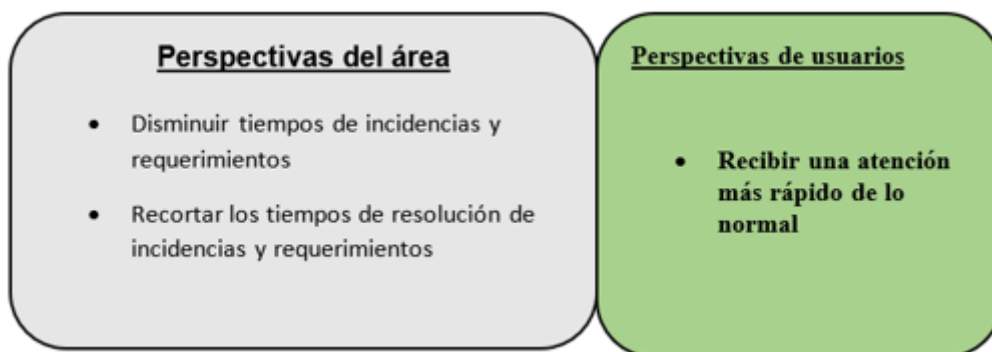 Perspectivas del área
• Disminuir tiempos de incidencias y
requerimientos
• Recortar los tiempos de resolución de
incidencias y requerimientos
Perspectivas de usuarios
• Recibir una atención
más rápido de lo
normal